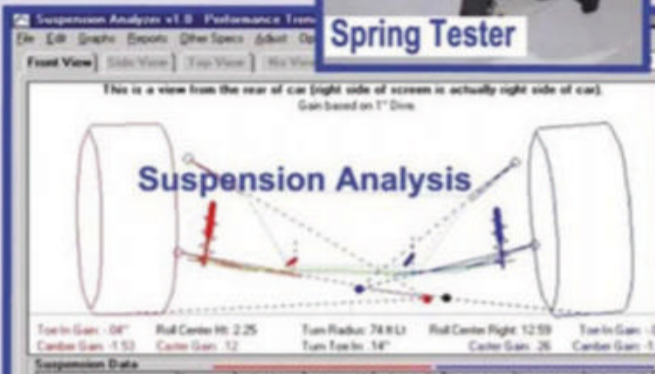 Suspension Analyzer v1.0 Performance Tren
Spring Tester
File Edit Graphs Reports Other Specs Adjust Op
Front View Side View Top View
This is a view from the rear of car (right side of screen is actually right side of car).
Gain based on 1" Dive.
Suspension Analysis
Toe In Gain -.04" Roll Center Ht 2.25 Turn Radius: 74 ft Lt Roll Center Right 12.59 Toe In Gain
Camber Gain -1.53 Caster Gain .12 Turn Toe In .14" Caster Gain .26 Camber Gain -1
Suspension Data